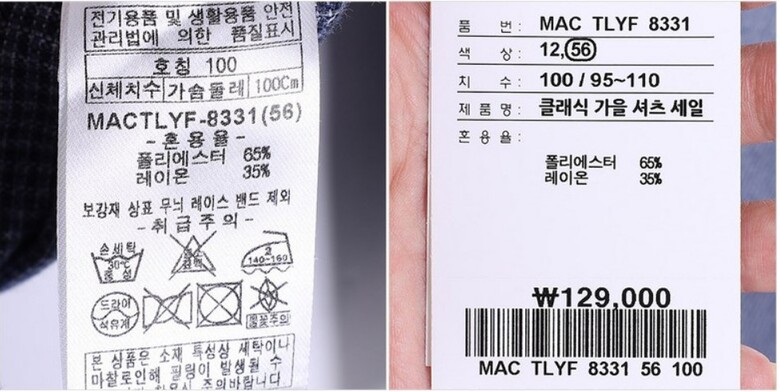 전기용품 및 생활용품 안전
관리법에 의한 품질표시
호칭 100
신체치수 가슴둘레 100Cm
MACTLYF-8331(56)
- 혼용율 -
폴리에스터 65%
레이온 35%
보강재 상표 무늬 레이스 밴드 제외
- 취급주의 -
손세탁
30℃
중성
2
140~160
드라이
석유계
본 상품은 소재 특성상 세탁이나
마찰로인해 필링이 발생될 수
품 번 : MAC TLYF 8331
색 상 : 12,56
치 수 : 100 / 95~110
제 품 명 : 클래식 가을 셔츠 세일
혼 용 율 :
폴리에스터 65%
레이온 35%
₩129,000
MAC TLYF 8331 56 100